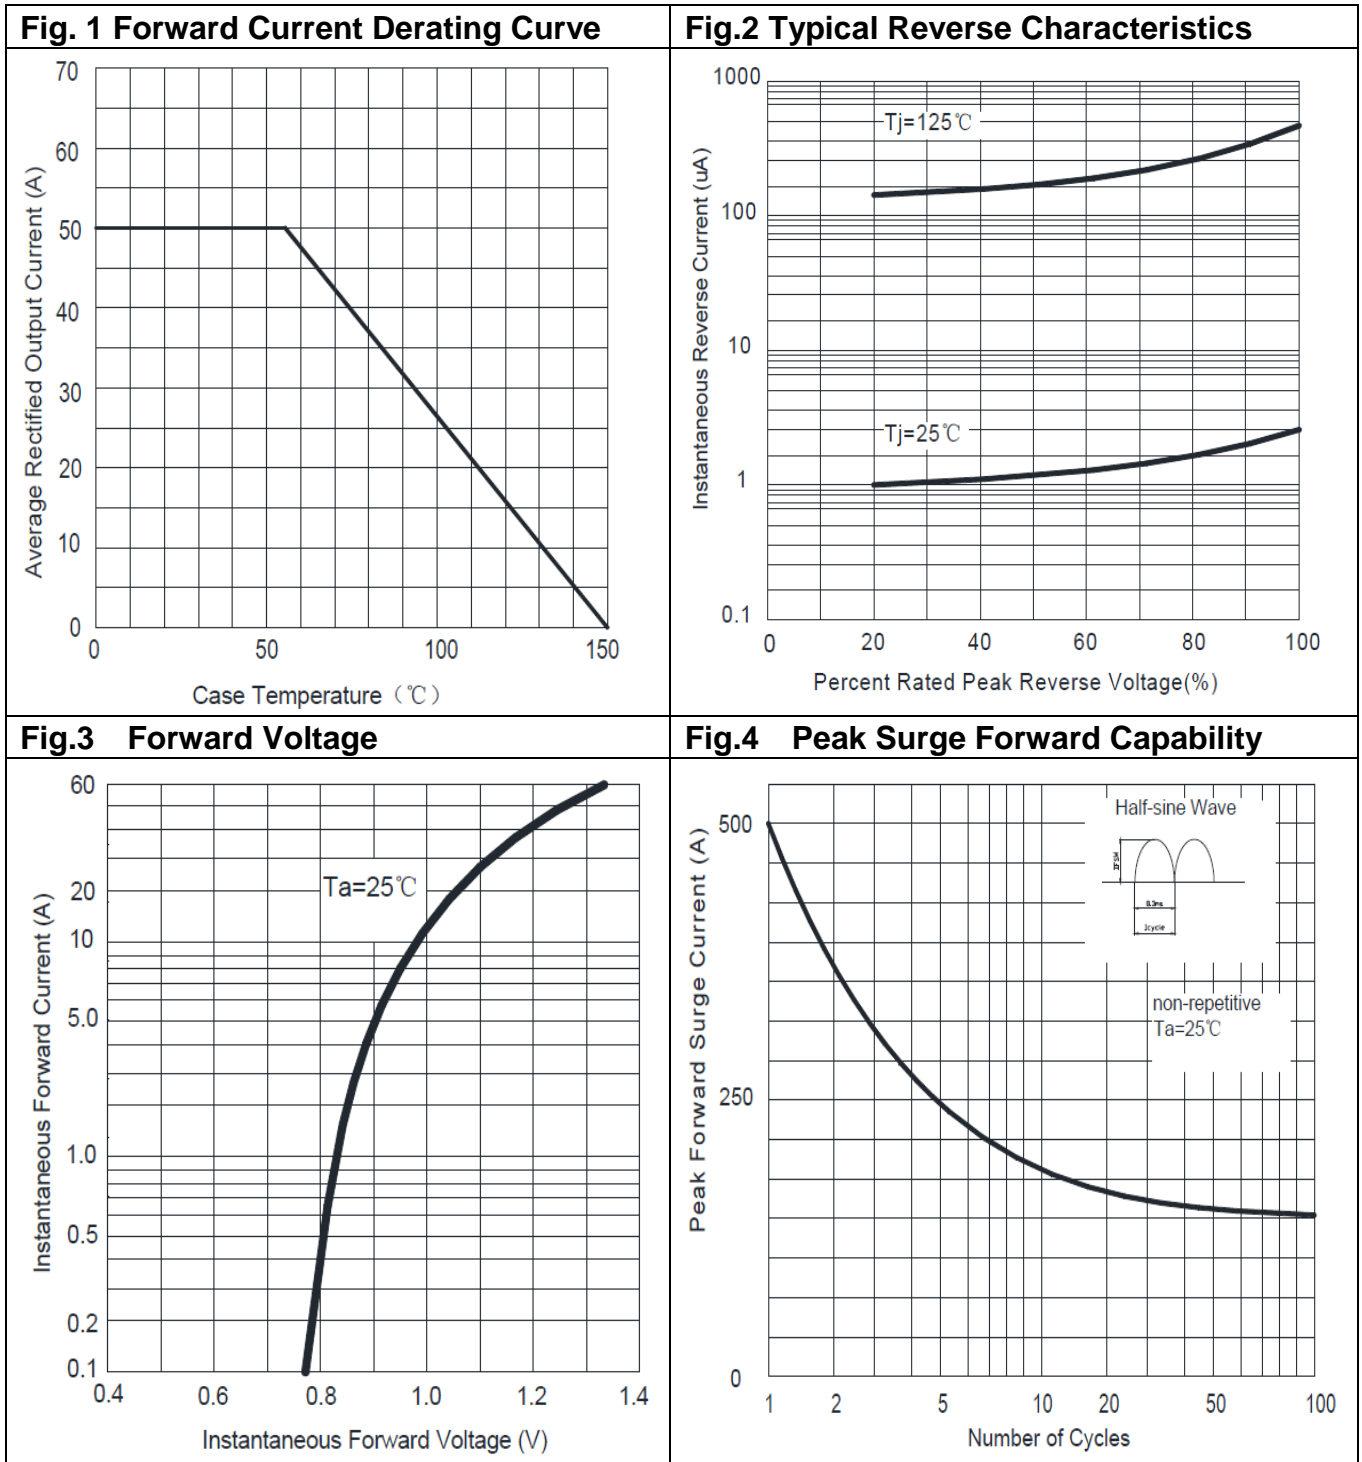 Fig. 1 Forward Current Derating Curve
70
60
50
40
30
20
10
0
0 50 100 150
Average Rectified Output Current (A)
Case Temperature（℃）
Fig.2 Typical Reverse Characteristics
1000
100
10
1
0.1
Tj=125℃
Tj=25℃
0 20 40 60 80 100
Instantaneous Reverse Current (uA)
Percent Rated Peak Reverse Voltage(%)
Fig.3 Forward Voltage
60
20
10
5.0
1.0
0.5
0.2
0.1
Ta=25℃
0.4 0.6 0.8 1.0 1.2 1.4
Instantaneous Forward Current (A)
Instantaneous Forward Voltage (V)
Fig.4 Peak Surge Forward Capability
500
250
0
Half-sine Wave
IFSM
8.3ms
1cycle
non-repetitive
Ta=25℃
1 2 5 10 20 50 100
Peak Forward Surge Current (A)
Number of Cycles